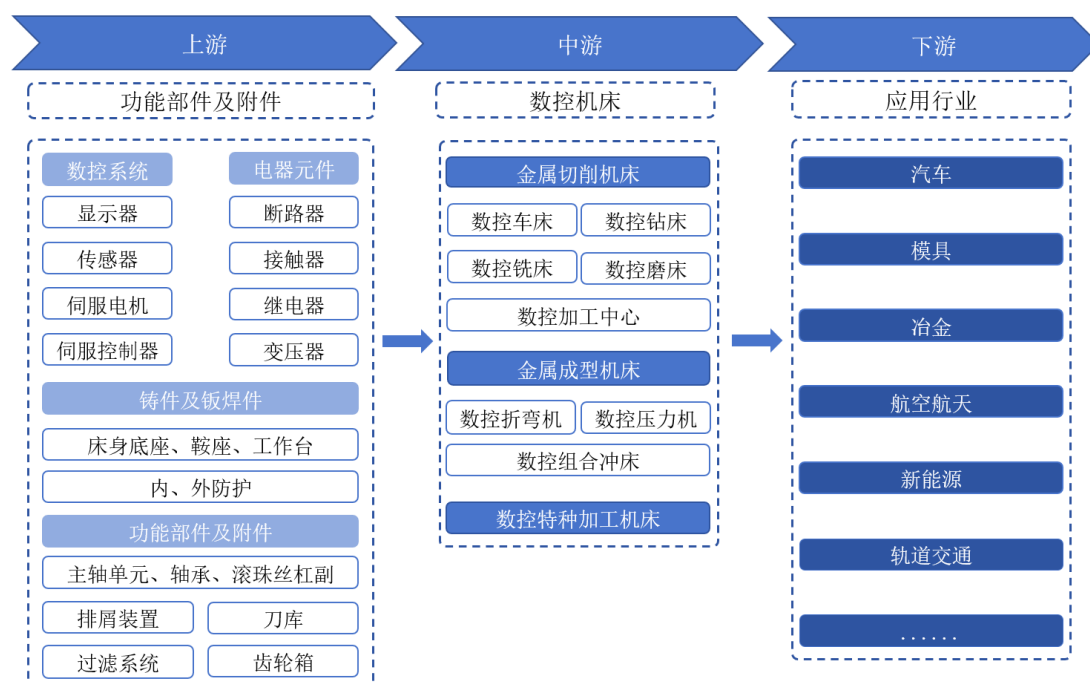 上游
中游
下游
功能部件及附件
数控机床
应用行业
数控系统
电器元件
显示器
断路器
传感器
接触器
伺服电机
继电器
伺服控制器
变压器
铸件及钣焊件
床身底座、鞍座、工作台
内、外防护
功能部件及附件
主轴单元、轴承、滚珠丝杠副
排屑装置
刀库
过滤系统
齿轮箱
金属切削机床
数控车床
数控钻床
数控铣床
数控磨床
数控加工中心
金属成型机床
数控折弯机
数控压力机
数控组合冲床
数控特种加工机床
汽车
模具
冶金
航空航天
新能源
轨道交通
......